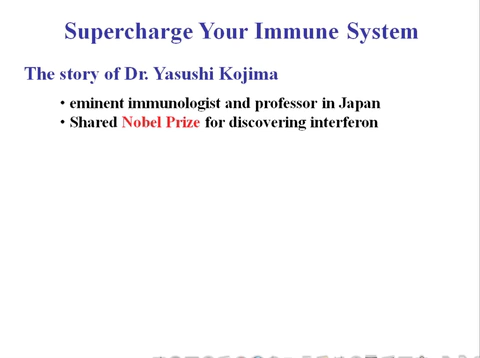 Supercharge Your Immune System
The story of Dr. Yasushi Kojima
• eminent immunologist and professor in Japan
• Shared Nobel Prize for discovering interferon